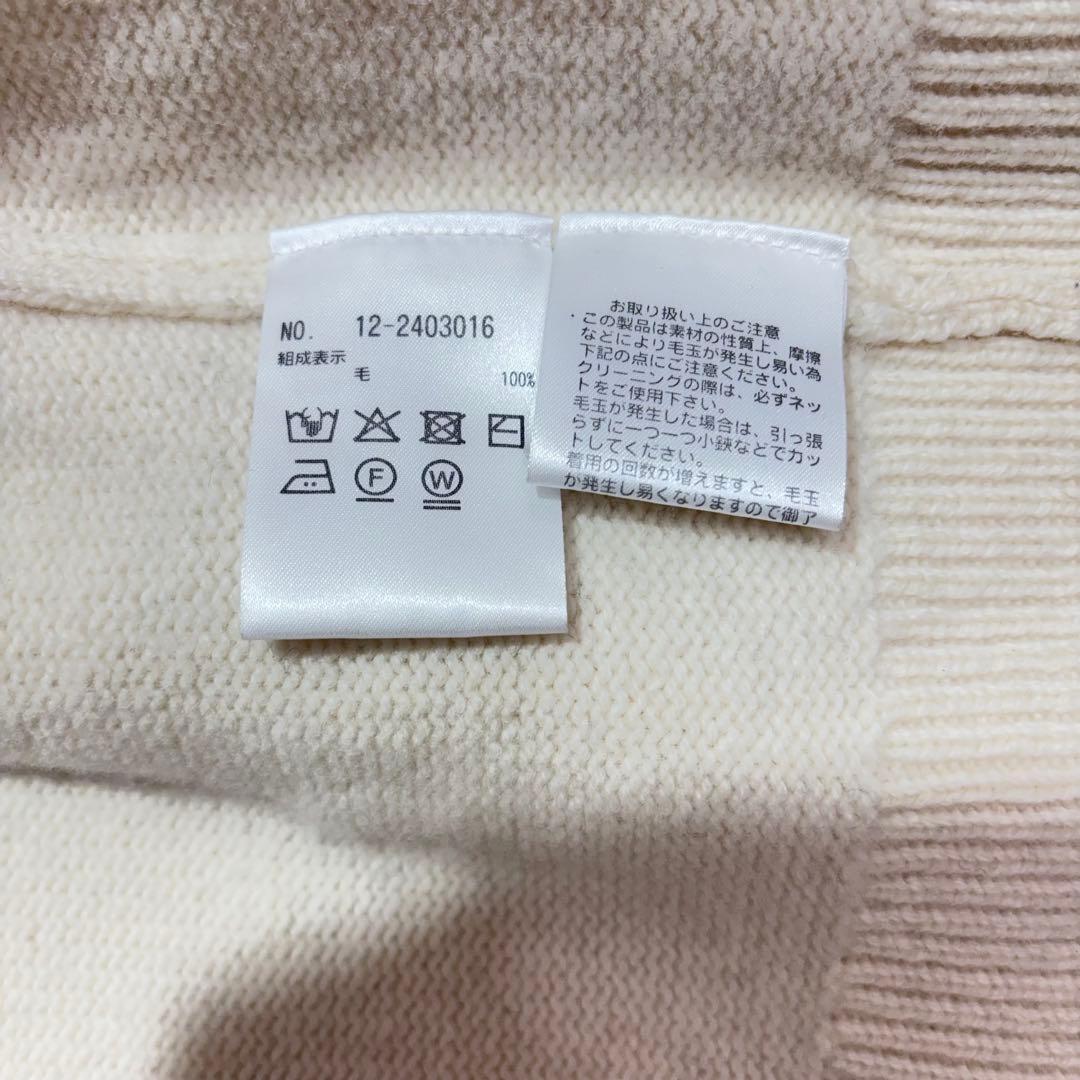 NO. 12-2403016
組成表示
毛 100%
F W
お取り扱い上のご注意
・この製品は素材の性質上、摩擦
などにより毛玉が発生し易い為
下記の点にご注意ください。
クリーニングの際は、必ずネッ
トをご使用下さい。
毛玉が発生した場合は、引っ張
らずに一つ一つ小鋏などでカッ
トしてください。
着用の回数が増えますと、毛玉
が発生し易くなりますので御ア